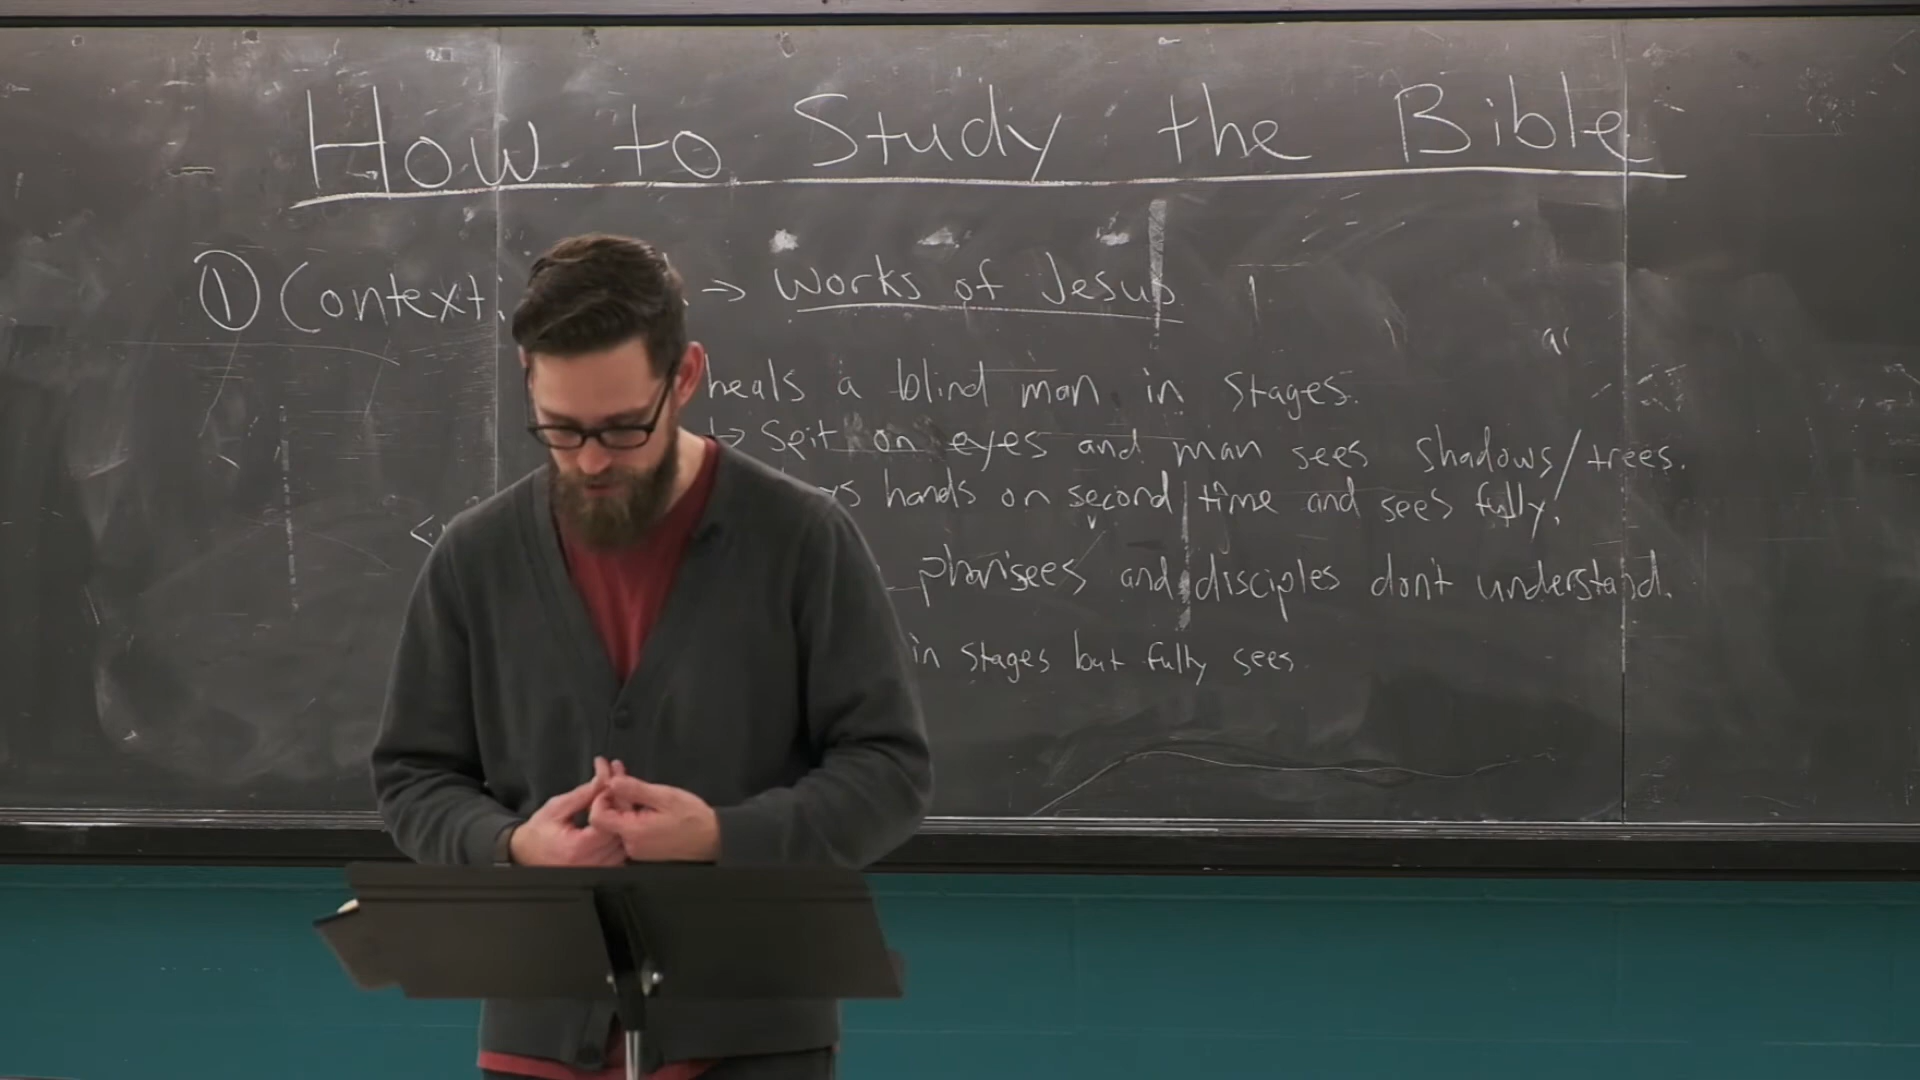 How to Study the Bible
① Context: → Works of Jesus
heals a blind man in stages.
↳ Spit on eyes and man sees shadows/trees.
hands on second time and sees fully.
pharisees and disciples don't understand.
in stages but fully sees